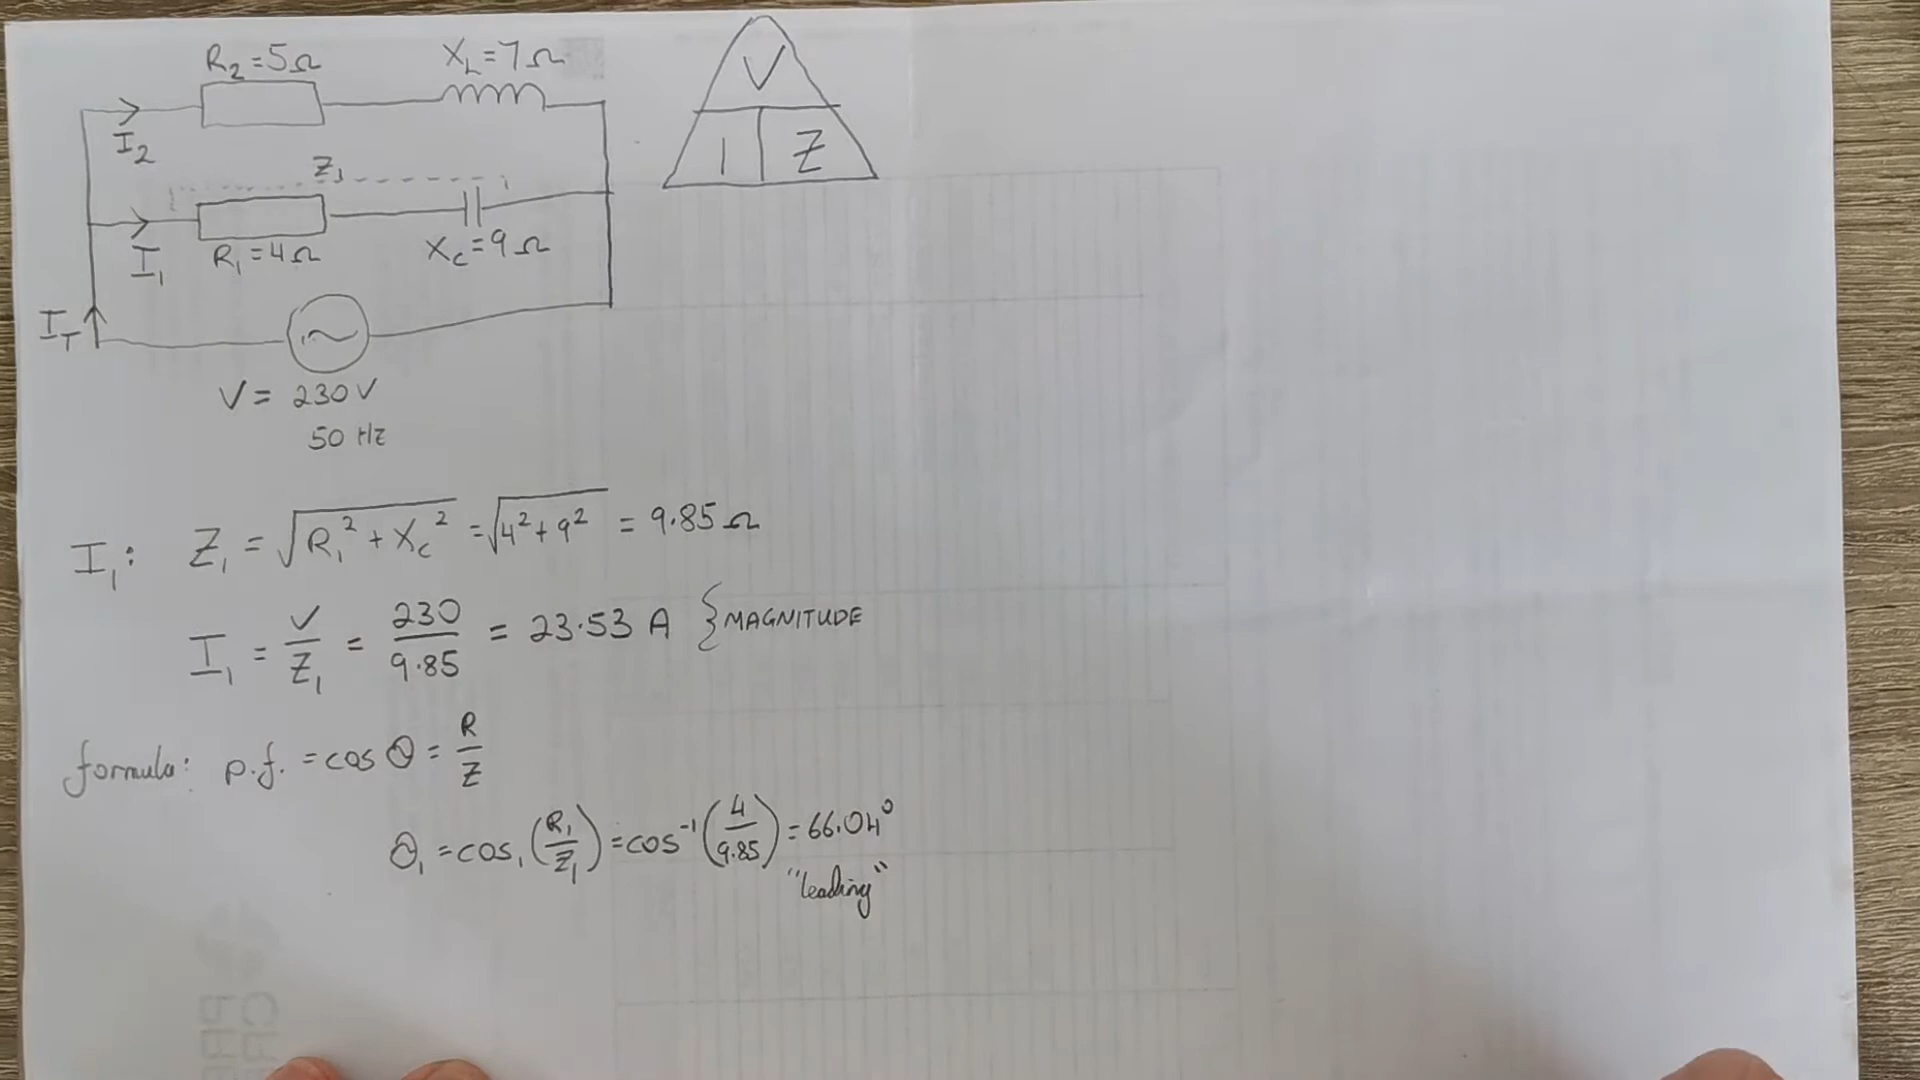 R₂ = 5Ω
X_L = 7Ω
I₂
Z₁
I₁
R₁ = 4Ω
X_C = 9Ω
I_T
V = 230 V
50 Hz
V
I Z
I₁: Z₁ = √(R₁² + X_C²) = √(4² + 9²) = 9.85 Ω
I₁ = V/Z₁ = 230/9.85 = 23.53 A } MAGNITUDE
formula: p.f. = cos θ = R/Z
θ₁ = cos₁ (R₁/Z₁) = cos⁻¹ (4/9.85) = 66.04°
"leading"